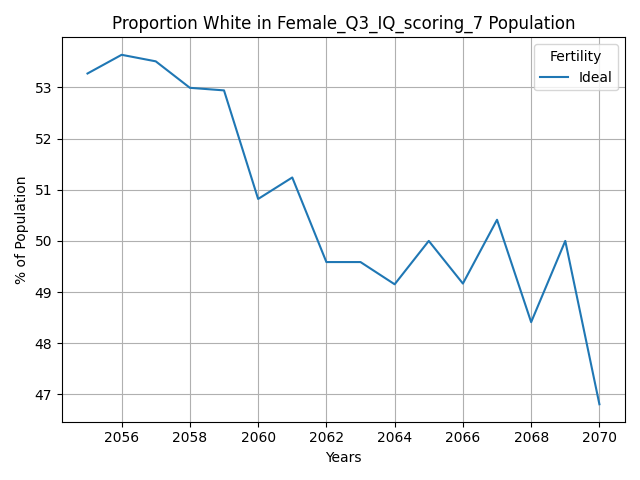 Proportion White in Female_Q3_IQ_scoring_7 Population
Fertility
Ideal
53
52
51
50
49
48
47
% of Population
2056 2058 2060 2062 2064 2066 2068 2070
Years